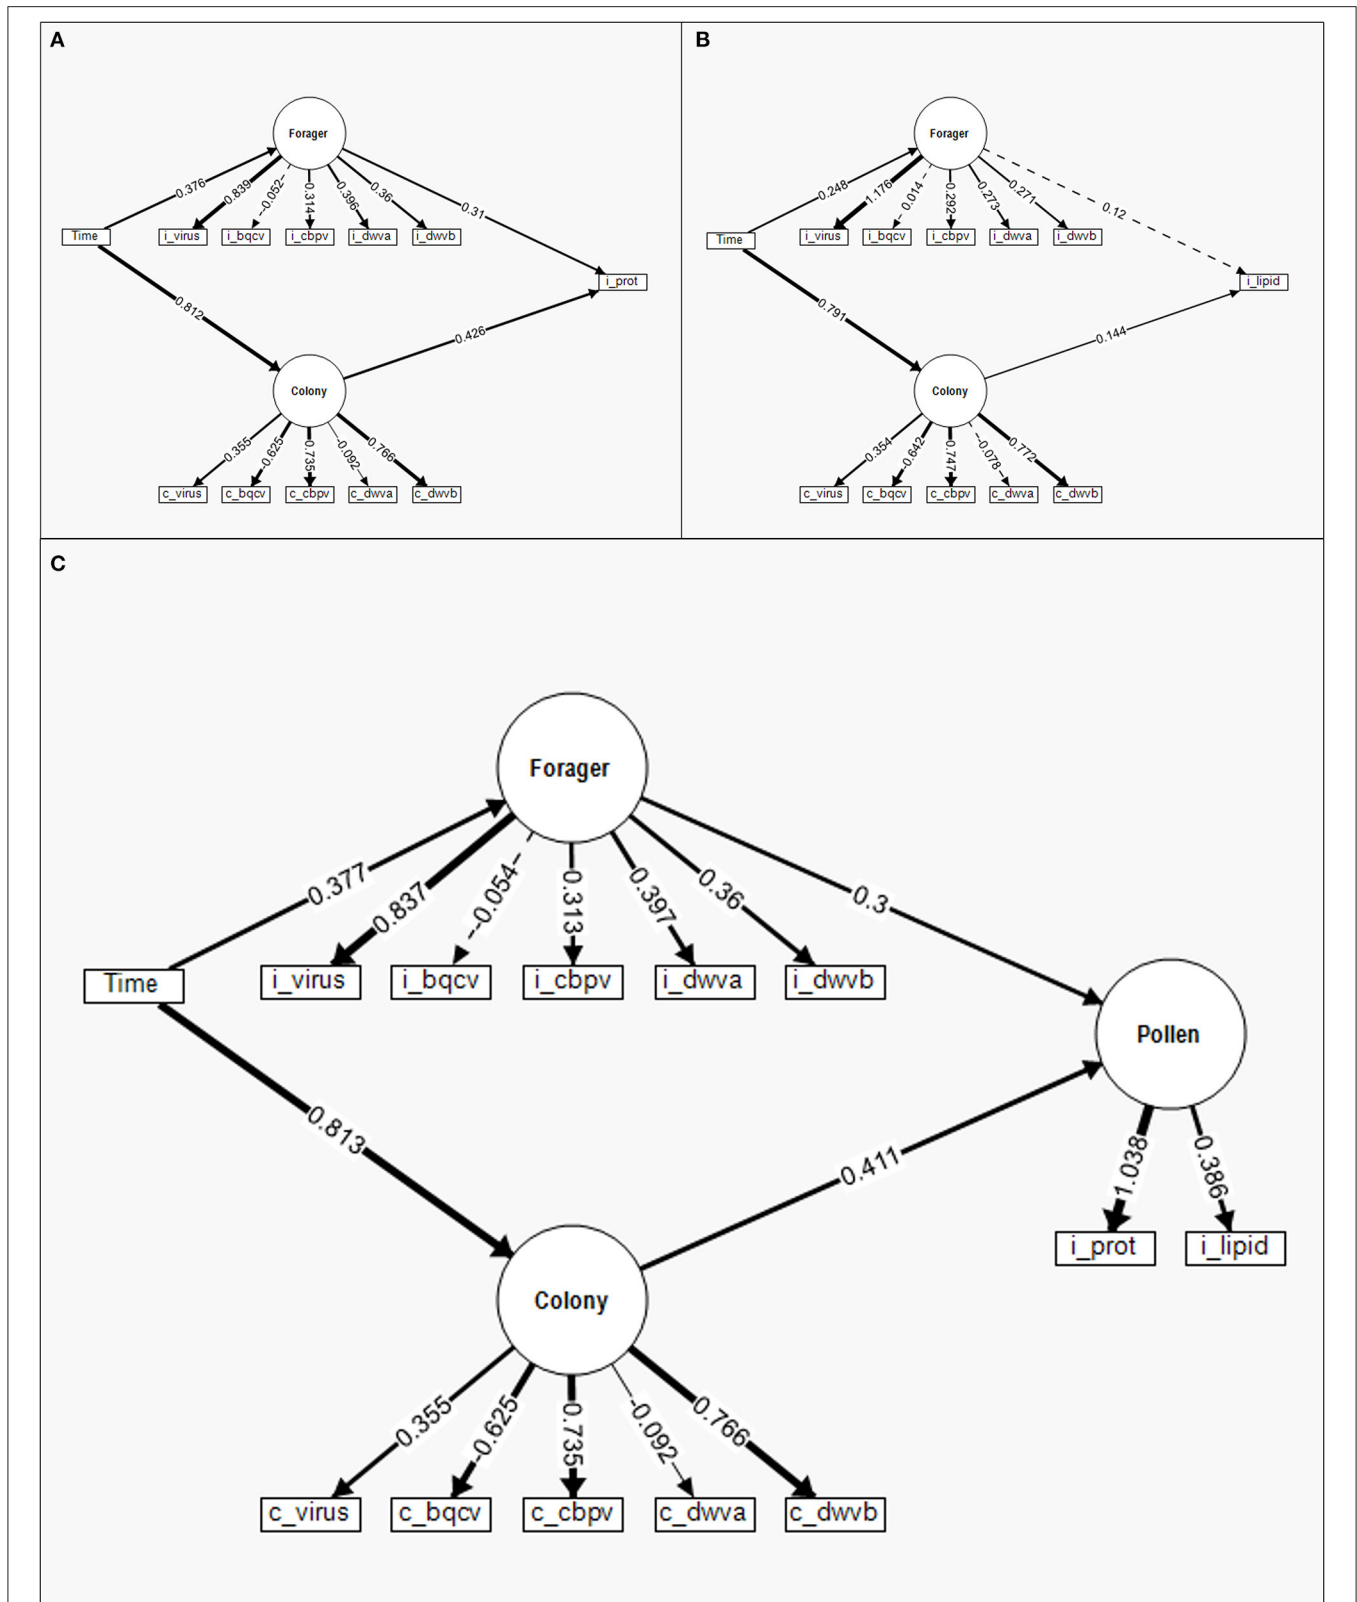 A
Forager
0.376
0.839
-0.052
0.314
0.396
0.36
0.31
Time
i_virus
i_bqcv
i_cbpv
i_dwva
i_dwvb
i_prot
0.812
0.426
Colony
0.355
-0.625
0.735
-0.092
0.766
c_virus
c_bqcv
c_cbpv
c_dwva
c_dwvb
B
Forager
0.248
1.176
0.014
0.292
0.273
0.271
0.12
Time
i_virus
i_bqcv
i_cbpv
i_dwva
i_dwvb
i_lipid
0.791
0.144
Colony
0.354
-0.642
0.747
-0.078
0.772
c_virus
c_bqcv
c_cbpv
c_dwva
c_dwvb
C
Forager
0.377
0.837
-0.054
0.313
0.397
0.36
0.3
Time
i_virus
i_bqcv
i_cbpv
i_dwva
i_dwvb
Pollen
0.813
0.411
1.038
0.386
i_prot
i_lipid
Colony
0.355
-0.625
0.735
-0.092
0.766
c_virus
c_bqcv
c_cbpv
c_dwva
c_dwvb